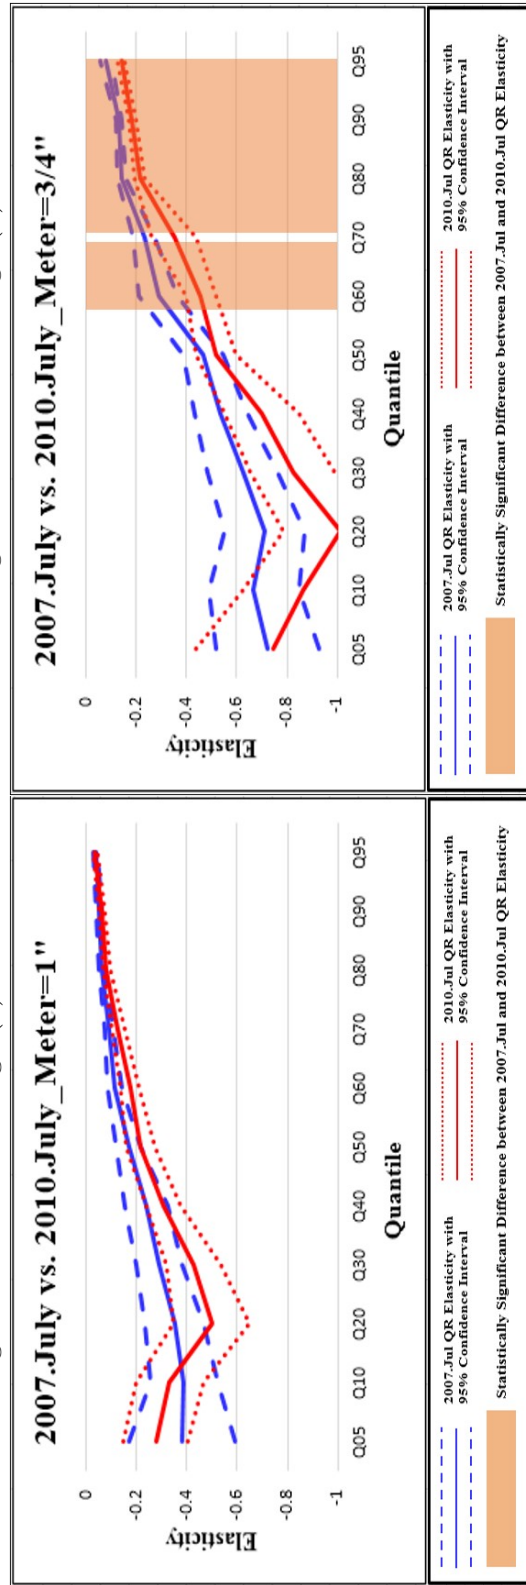 2007.July vs. 2010.July_Meter=1"
0
-0.2
-0.4
-0.6
-0.8
-1
Elasticity
Q05 Q10 Q20 Q30 Q40 Q50 Q60 Q70 Q80 Q90 Q95
Quantile
2007.Jul QR Elasticity with
95% Confidence Interval
2010.Jul QR Elasticity with
95% Confidence Interval
Statistically Significant Difference between 2007.Jul and 2010.Jul QR Elasticity
2007.July vs. 2010.July_Meter=3/4"
0
-0.2
-0.4
-0.6
-0.8
-1
Elasticity
Q05 Q10 Q20 Q30 Q40 Q50 Q60 Q70 Q80 Q90 Q95
Quantile
2007.Jul QR Elasticity with
95% Confidence Interval
2010.Jul QR Elasticity with
95% Confidence Interval
Statistically Significant Difference between 2007.Jul and 2010.Jul QR Elasticity